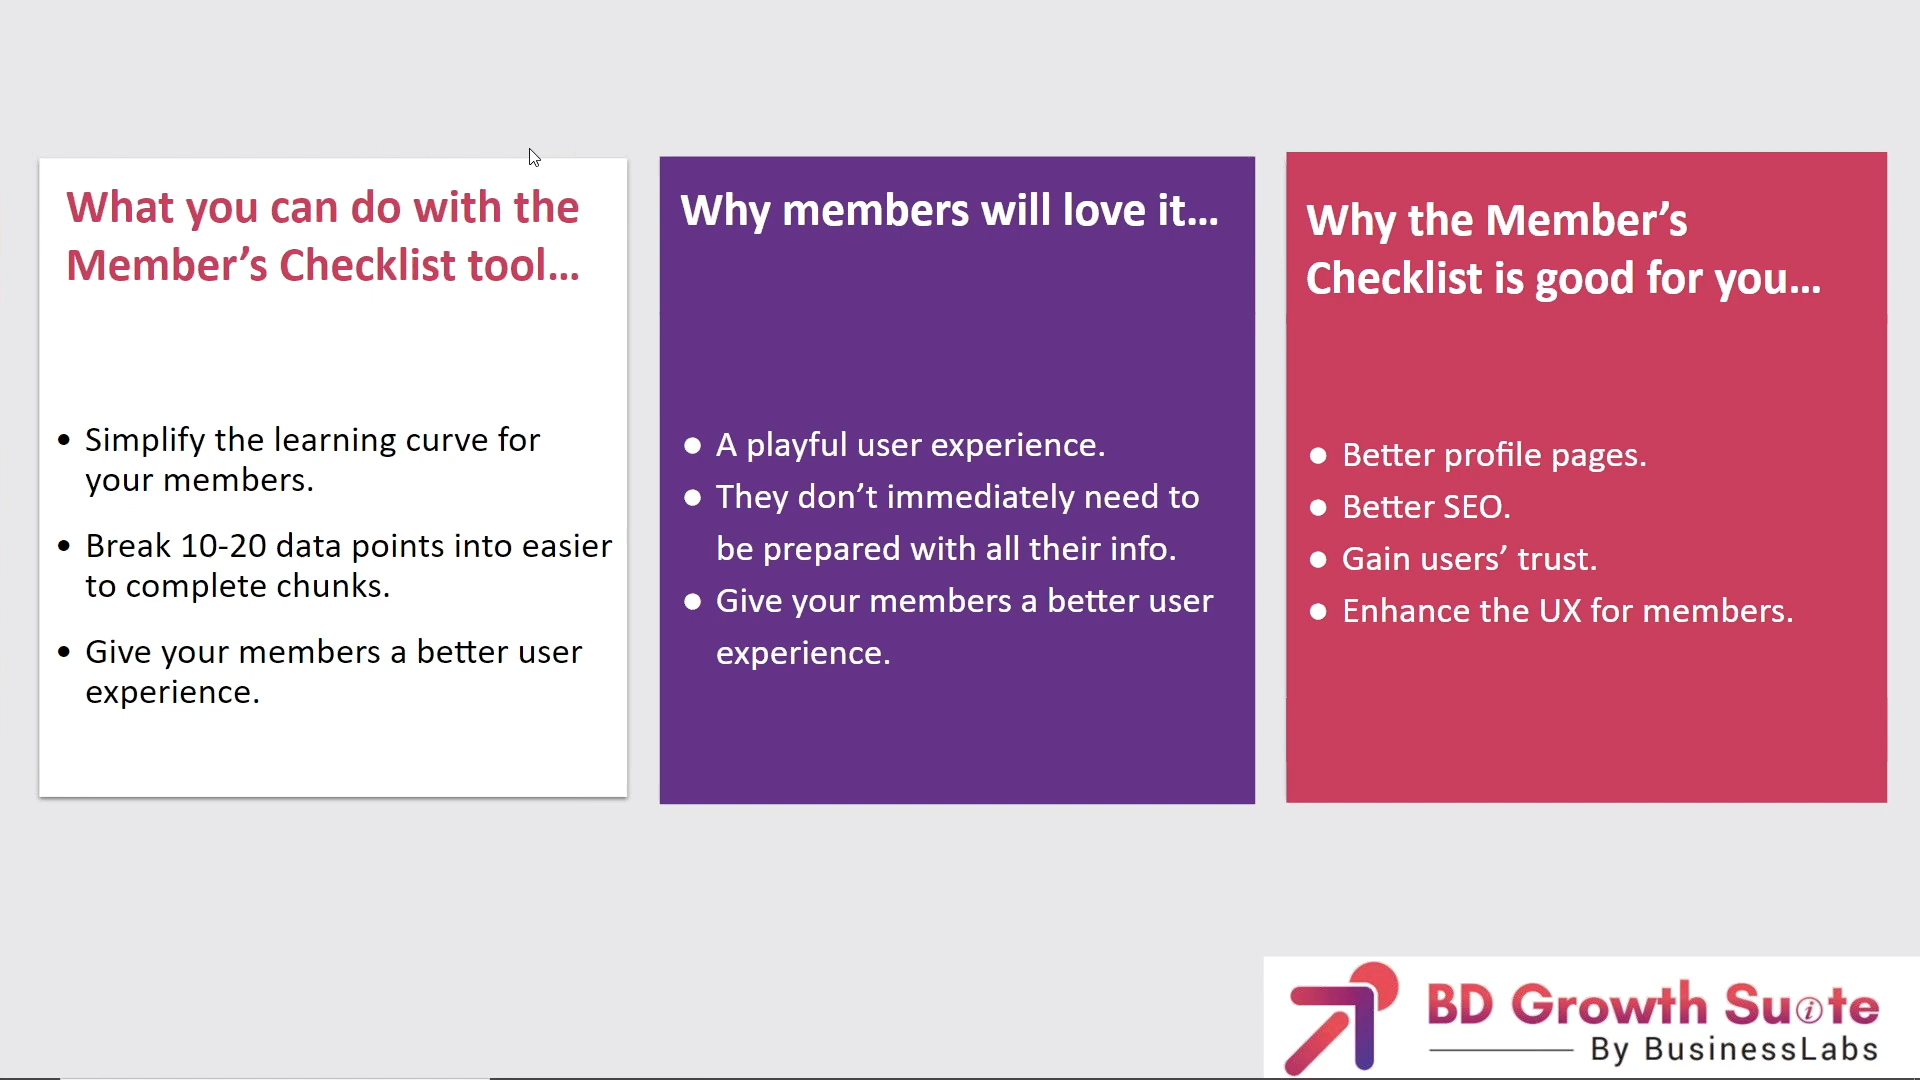 What you can do with the
Member’s Checklist tool...
• Simplify the learning curve for
your members.
• Break 10-20 data points into easier
to complete chunks.
• Give your members a better user
experience.
Why members will love it...
● A playful user experience.
● They don’t immediately need to
be prepared with all their info.
● Give your members a better user
experience.
Why the Member’s
Checklist is good for you...
● Better profile pages.
● Better SEO.
● Gain users’ trust.
● Enhance the UX for members.
BD Growth Suite
By BusinessLabs